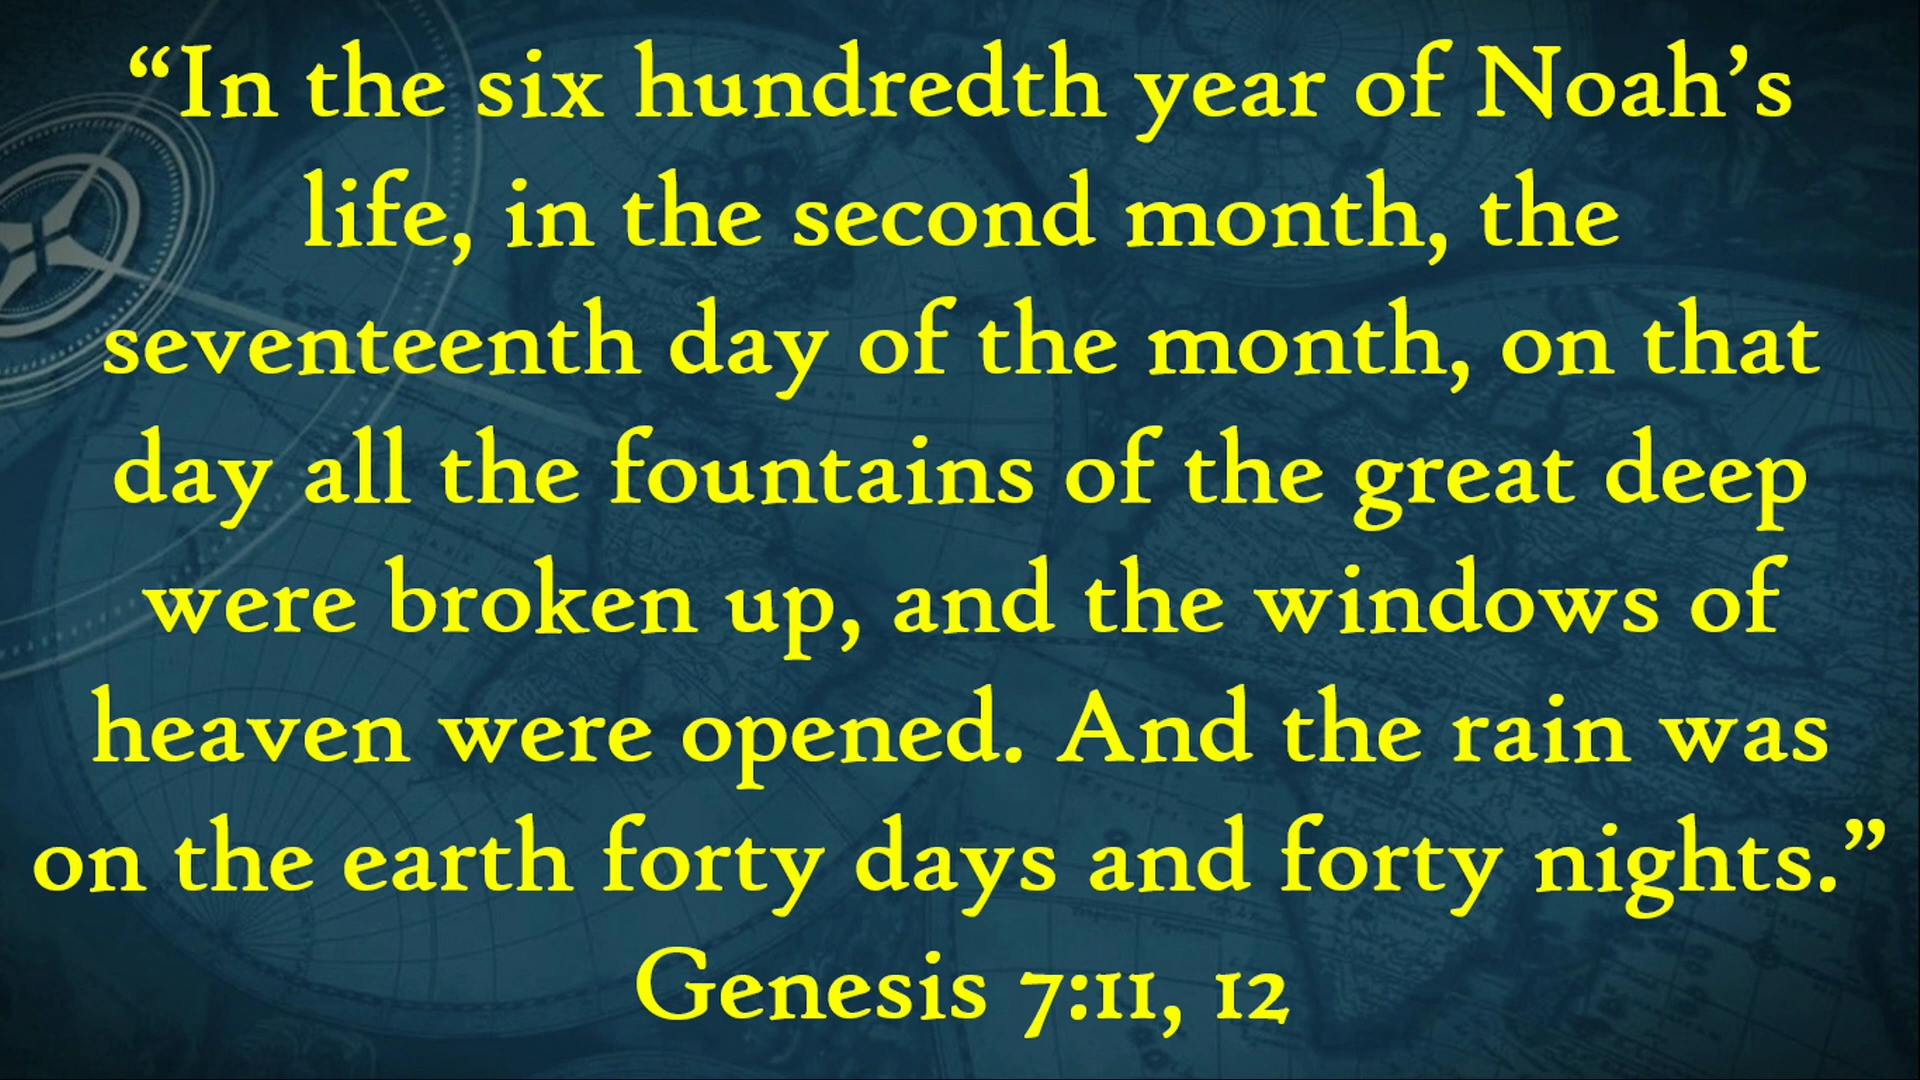 “In the six hundredth year of Noah’s
life, in the second month, the
seventeenth day of the month, on that
day all the fountains of the great deep
were broken up, and the windows of
heaven were opened. And the rain was
on the earth forty days and forty nights.”
Genesis 7:11, 12